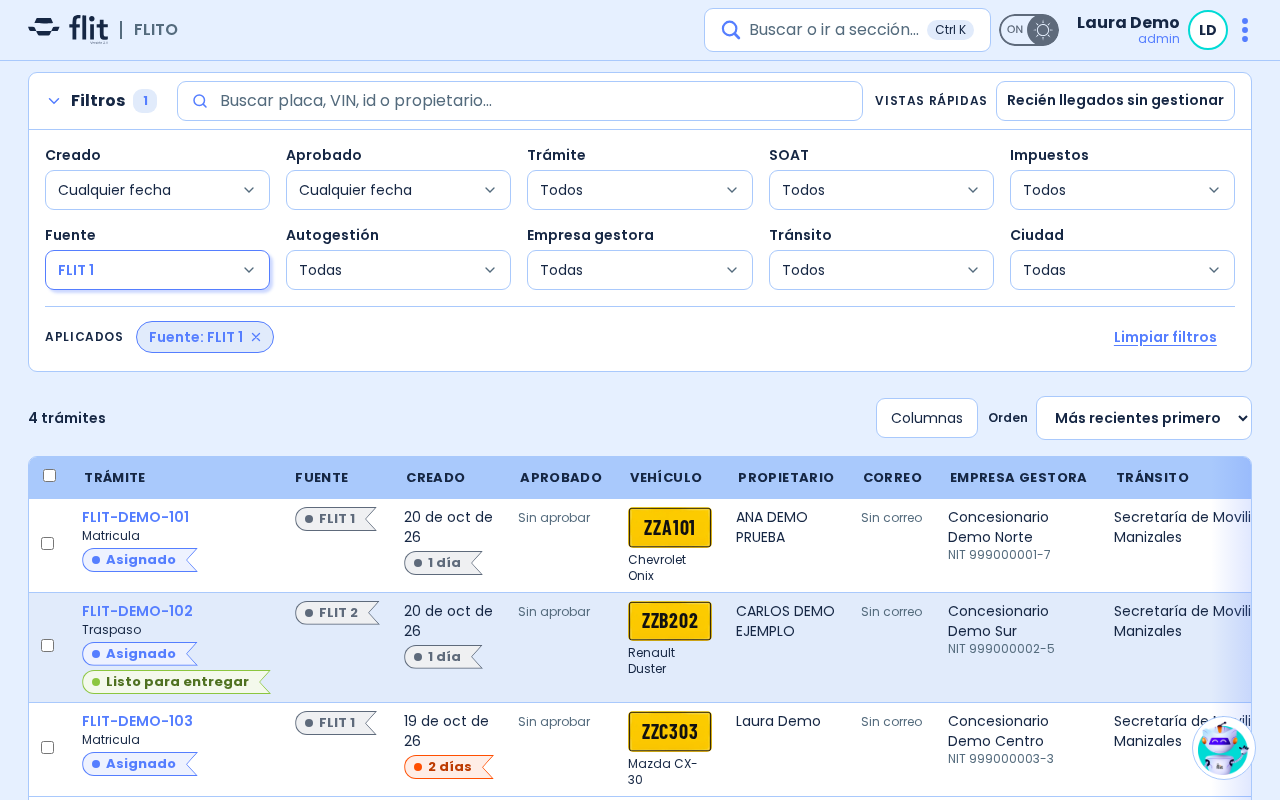 flit | FLITO
Buscar o ir a sección... Ctrl K
ON
Laura Demo
admin
LD
Filtros 1
Buscar placa, VIN, id o propietario...
VISTAS RÁPIDAS Recién llegados sin gestionar
Creado Aprobado Trámite SOAT Impuestos
Cualquier fecha Cualquier fecha Todos Todos Todos
Fuente Autogestión Empresa gestora Tránsito Ciudad
FLIT 1 Todas Todas Todos Todas
APLICADOS Fuente: FLIT 1 × Limpiar filtros
4 trámites Columnas Orden Más recientes primero
TRÁMITE FUENTE CREADO APROBADO VEHÍCULO PROPIETARIO CORREO EMPRESA GESTORA TRÁNSITO
FLIT-DEMO-101
Matricula
Asignado
FLIT 1
20 de oct de
26
1 día
Sin aprobar
ZZA101
Chevrolet
Onix
ANA DEMO
PRUEBA
Sin correo
Concesionario
Demo Norte
NIT 999000001-7
Secretaría de Movili
Manizales
FLIT-DEMO-102
Traspaso
Asignado
Listo para entregar
FLIT 2
20 de oct de
26
1 día
Sin aprobar
ZZB202
Renault
Duster
CARLOS DEMO
EJEMPLO
Sin correo
Concesionario
Demo Sur
NIT 999000002-5
Secretaría de Movili
Manizales
FLIT-DEMO-103
Matricula
Asignado
FLIT 1
19 de oct de
26
2 días
Sin aprobar
ZZC303
Mazda CX-
30
Laura Demo
Sin correo
Concesionario
Demo Centro
NIT 999000003-3
Secretaría de Movili
Manizales